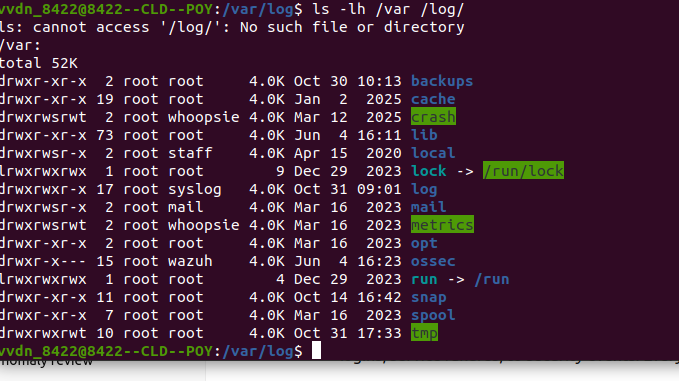 vvdn_8422@8422--CLD--POY:/var/log$ ls -lh /var /log/
ls: cannot access '/log/': No such file or directory
/var:
total 52K
drwxr-xr-x  2 root root     4.0K Oct 30 10:13 backups
drwxr-xr-x 19 root root     4.0K Jan  2  2025 cache
drwxrwsrwt  2 root whoopsie 4.0K Mar 12  2025 crash
drwxr-xr-x 73 root root     4.0K Jun  4 16:11 lib
drwxrwsr-x  2 root staff    4.0K Apr 15  2020 local
lrwxrwxrwx  1 root root        9 Dec 29  2023 lock -> /run/lock
drwxrwxr-x 17 root syslog   4.0K Oct 31 09:01 log
drwxrwsr-x  2 root mail     4.0K Mar 16  2023 mail
drwxrwsrwt  2 root whoopsie 4.0K Mar 16  2023 metrics
drwxr-xr-x  2 root root     4.0K Mar 16  2023 opt
drwxr-x--- 15 root wazuh    4.0K Jun  4 16:23 ossec
lrwxrwxrwx  1 root root        4 Dec 29  2023 run -> /run
drwxr-xr-x 11 root root     4.0K Oct 14 16:42 snap
drwxr-xr-x  7 root root     4.0K Mar 16  2023 spool
drwxrwxrwt 10 root root     4.0K Oct 31 17:33 tmp
vvdn_8422@8422--CLD--POY:/var/log$
nomaly review